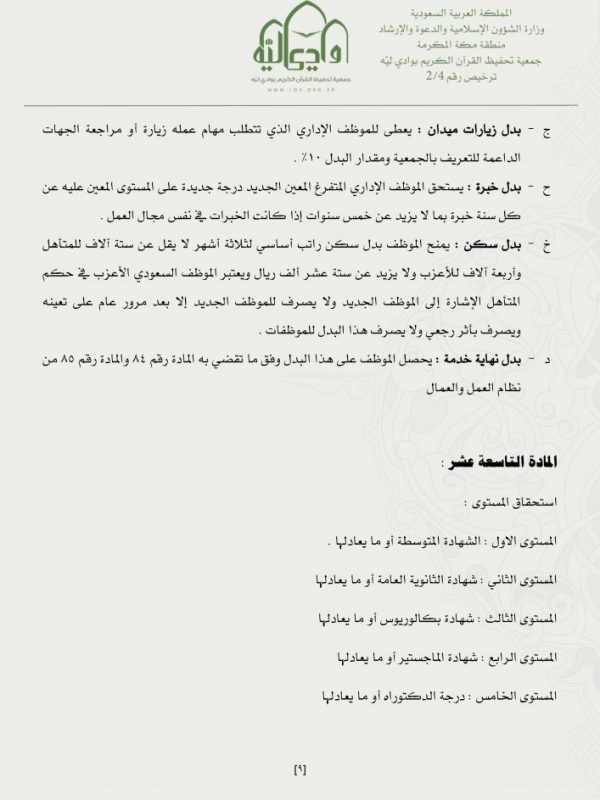 المملكة العربية السعودية
وزارة الشؤون الإسلامية والدعوة والإرشاد
منطقة مكة المكرمة
جمعية تحفيظ القرآن الكريم بوادي ليّه
ترخيص رقم 2/4
وادي ليّه
جمعية تحفيظ القرآن الكريم بوادي ليّه
ج - بدل زيارات ميدان : يعطى للموظف الإداري الذي تتطلب مهام عمله زيارة أو مراجعة الجهات
الداعمة للتعريف بالجمعية ومقدار البدل ١٠٪ .
ح - بدل خبرة : يستحق الموظف الإداري المتفرغ المعين الجديد درجة جديدة على المستوى المعين عليه عن
كل سنة خبرة بما لا يزيد عن خمس سنوات إذا كانت الخبرات في نفس مجال العمل .
خ - بدل سكن : يمنح الموظف بدل سكن راتب أساسي لثلاثة أشهر لا يقل عن ستة آلاف للمتأهل
وأربعة آلاف للأعزب ولا يزيد عن ستة عشر ألف ريال ويعتبر الموظف السعودي الأعزب في حكم
المتأهل الإشارة إلى الموظف الجديد ولا يصرف للموظف الجديد إلا بعد مرور عام على تعينه
ويصرف بأثر رجعي ولا يصرف هذا البدل للموظفات .
د - بدل نهاية خدمة : يحصل الموظف على هذا البدل وفق ما تقضي به المادة رقم ٨٤ والمادة رقم ٨٥ من
نظام العمل والعمال
المادة التاسعة عشر :
استحقاق المستوى :
المستوى الاول : الشهادة المتوسطة أو ما يعادلها .
المستوى الثاني : شهادة الثانوية العامة أو ما يعادلها
المستوى الثالث : شهادة بكالوريوس أو ما يعادلها
المستوى الرابع : شهادة الماجستير أو ما يعادلها
المستوى الخامس : درجة الدكتوراه أو ما يعادلها
[٩]